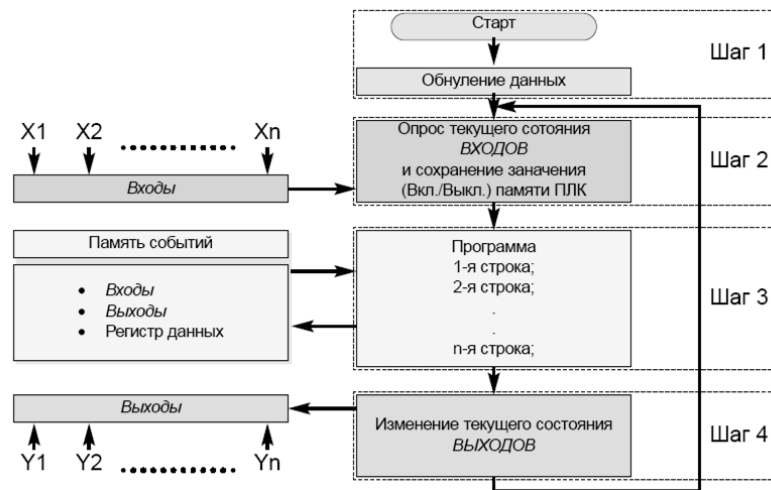 Старт
Шаг 1
Обнуление данных
X1 X2 Xn
Входы
Опрос текущего сотояния
ВХОДОВ
и сохранение заначения
(Вкл./Выкл.) памяти ПЛК
Шаг 2
Память событий
• Входы
• Выходы
• Регистр данных
Программа
1-я строка;
2-я строка;
.
.
n-я строка;
Шаг 3
Выходы
Y1 Y2 Yn
Изменение текущего состояния
ВЫХОДОВ
Шаг 4